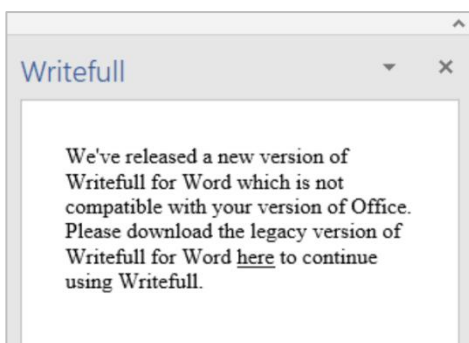 Writefull
We've released a new version of
Writefull for Word which is not
compatible with your version of Office.
Please download the legacy version of
Writefull for Word here to continue
using Writefull.